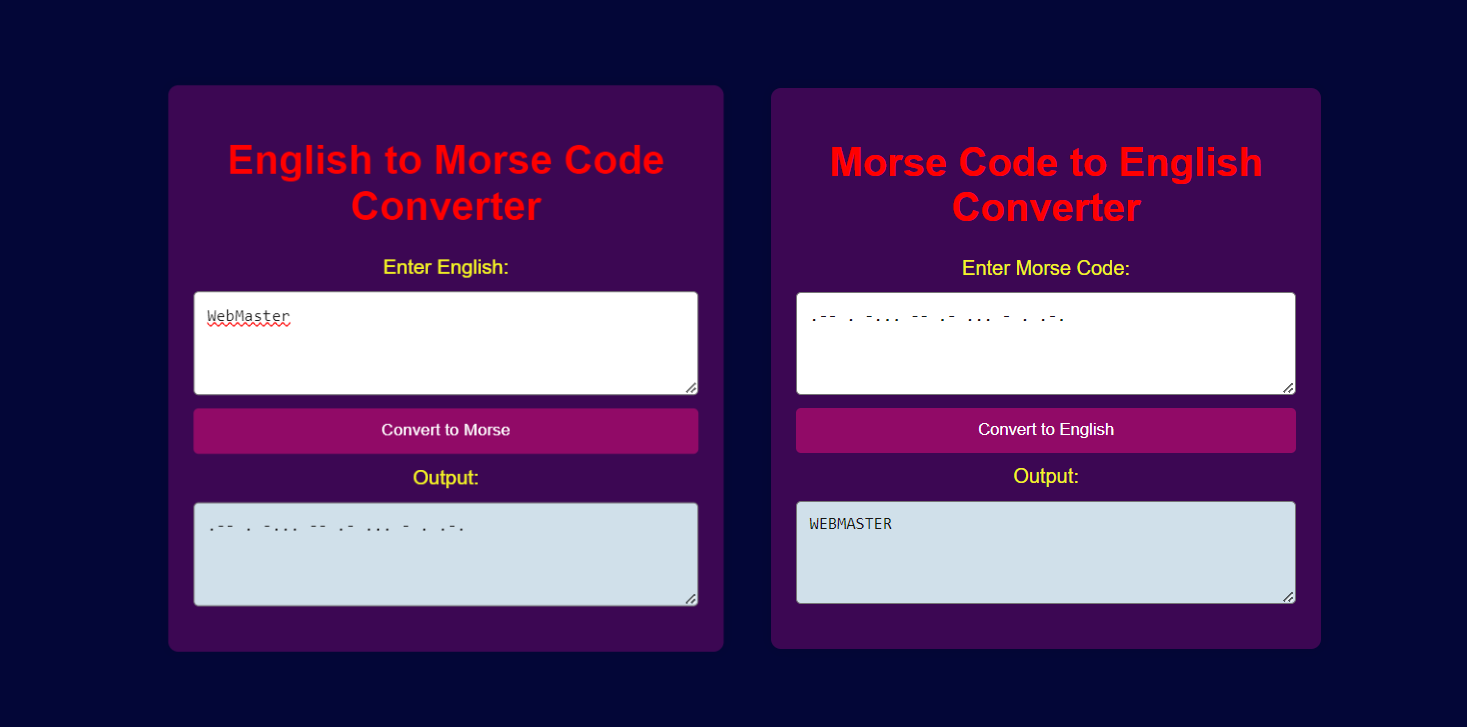 English to Morse Code
Converter
Enter English:
WebMaster
Convert to Morse
Output:
.-- . -... -- .- ... - . .-.
Morse Code to English
Converter
Enter Morse Code:
.-- . -... -- .- ... - . .-.
Convert to English
Output:
WEBMASTER